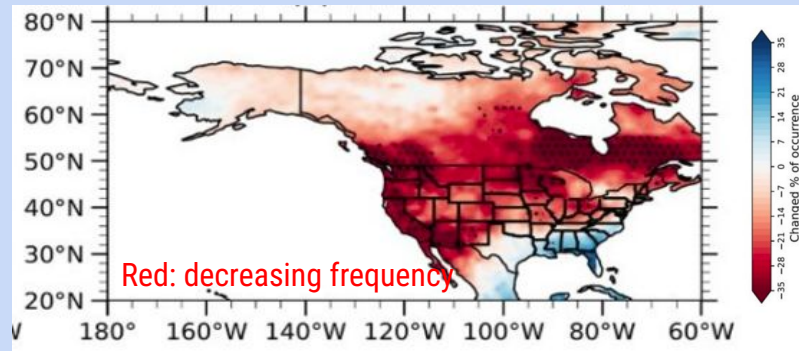 80°N
70°N
60°N
50°N
40°N
30°N
20°N
Red: decreasing frequency
180° 160°W 140°W 120°W 100°W 80°W 60°W
35
28
21
14
7
0
−7
−14
−21
−28
−35
Changed % of occurrence